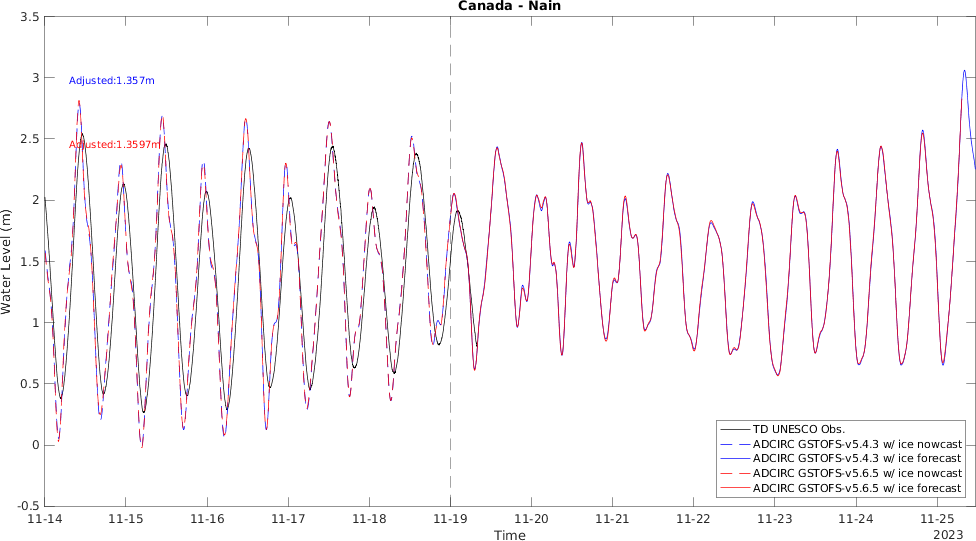 Canada - Nain
3.5
3
2.5
2
1.5
1
0.5
0
-0.5
Water Level (m)
Adjusted:1.357m
Adjusted:1.3597m
TD UNESCO Obs.
ADCIRC GSTOFS-v5.4.3 w/ ice nowcast
ADCIRC GSTOFS-v5.4.3 w/ ice forecast
ADCIRC GSTOFS-v5.6.5 w/ ice nowcast
ADCIRC GSTOFS-v5.6.5 w/ ice forecast
11-14 11-15 11-16 11-17 11-18 11-19 11-20 11-21 11-22 11-23 11-24 11-25
Time
2023